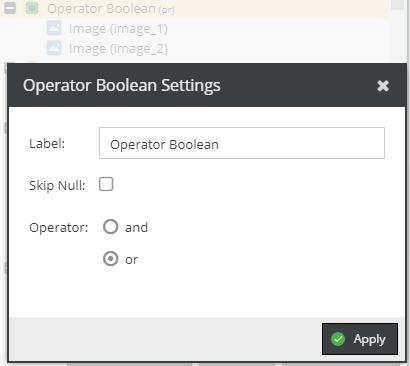 Operator Boolean (or)
Image (image_1)
Image (image_2)
Operator Boolean Settings
Label: Operator Boolean
Skip Null:
Operator: and
or
Apply